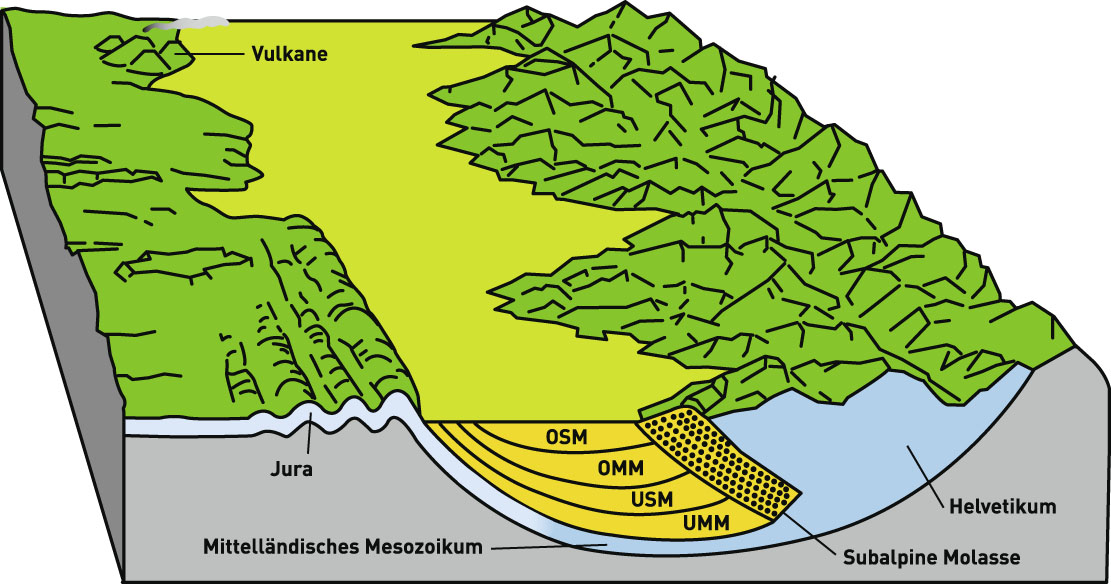 Vulkane
OSM
OMM
Jura
USM
Helvetikum
UMM
Mittelländisches Mesozoikum
Subalpine Molasse